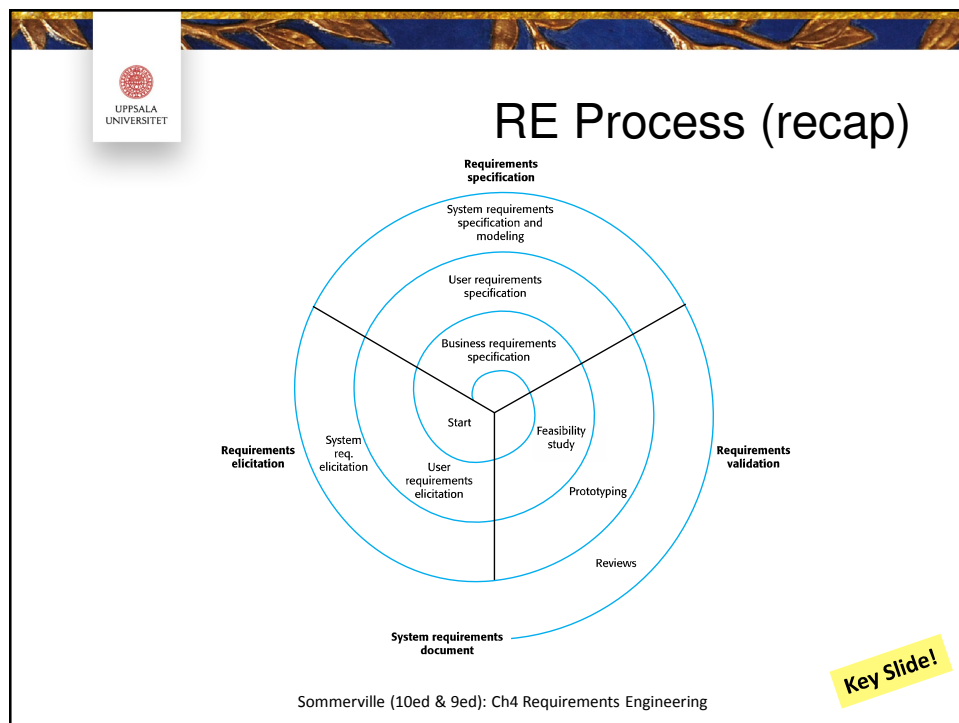 UPPSALA
UNIVERSITET
RE Process (recap)
Requirements
specification
System requirements
specification and
modeling
User requirements
specification
Business requirements
specification
Start
Feasibility
study
System
req.
elicitation
User
requirements
elicitation
Requirements
elicitation
Requirements
validation
Prototyping
Reviews
System requirements
document
Key Slide!
Sommerville (10ed & 9ed): Ch4 Requirements Engineering